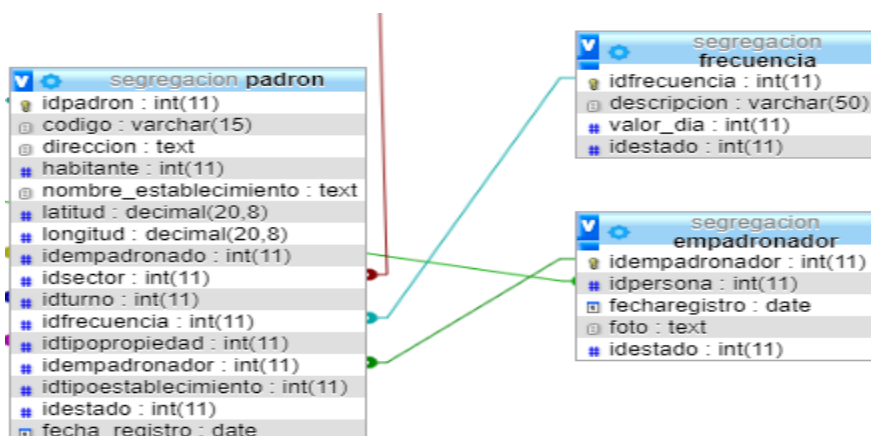 segregacion padron
idpadron : int(11)
codigo : varchar(15)
direccion : text
habitante : int(11)
nombre_establecimiento : text
latitud : decimal(20,8)
longitud : decimal(20,8)
idempadronado : int(11)
idsector : int(11)
idturno : int(11)
idfrecuencia : int(11)
idtipopropiedad : int(11)
idempadronador : int(11)
idtipoestablecimiento : int(11)
idestado : int(11)
fecha_registro : date
segregacion
frecuencia
idfrecuencia : int(11)
descripcion : varchar(50)
valor_dia : int(11)
idestado : int(11)
segregacion
empadronador
idempadronador : int(11)
idpersona : int(11)
fecharegistro : date
foto : text
idestado : int(11)